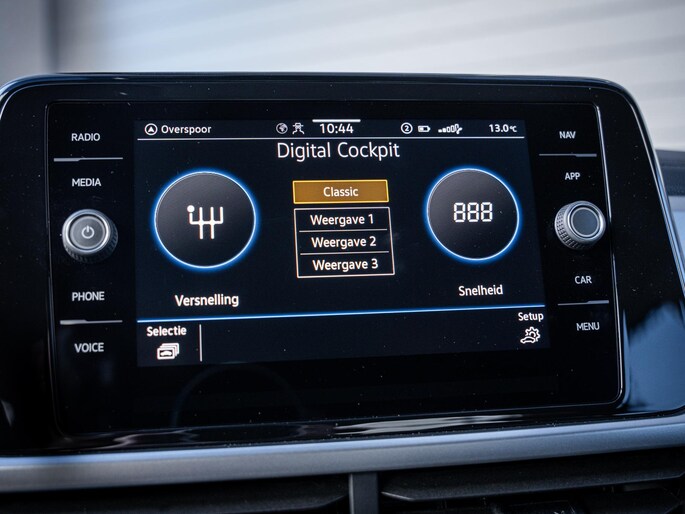 RADIO
MEDIA
PHONE
VOICE
Overspoor
10:44
2
13.0°C
Digital Cockpit
Classic
Weergave 1
Weergave 2
Weergave 3
888
Versnelling
Snelheid
Selectie
Setup
NAV
APP
CAR
MENU